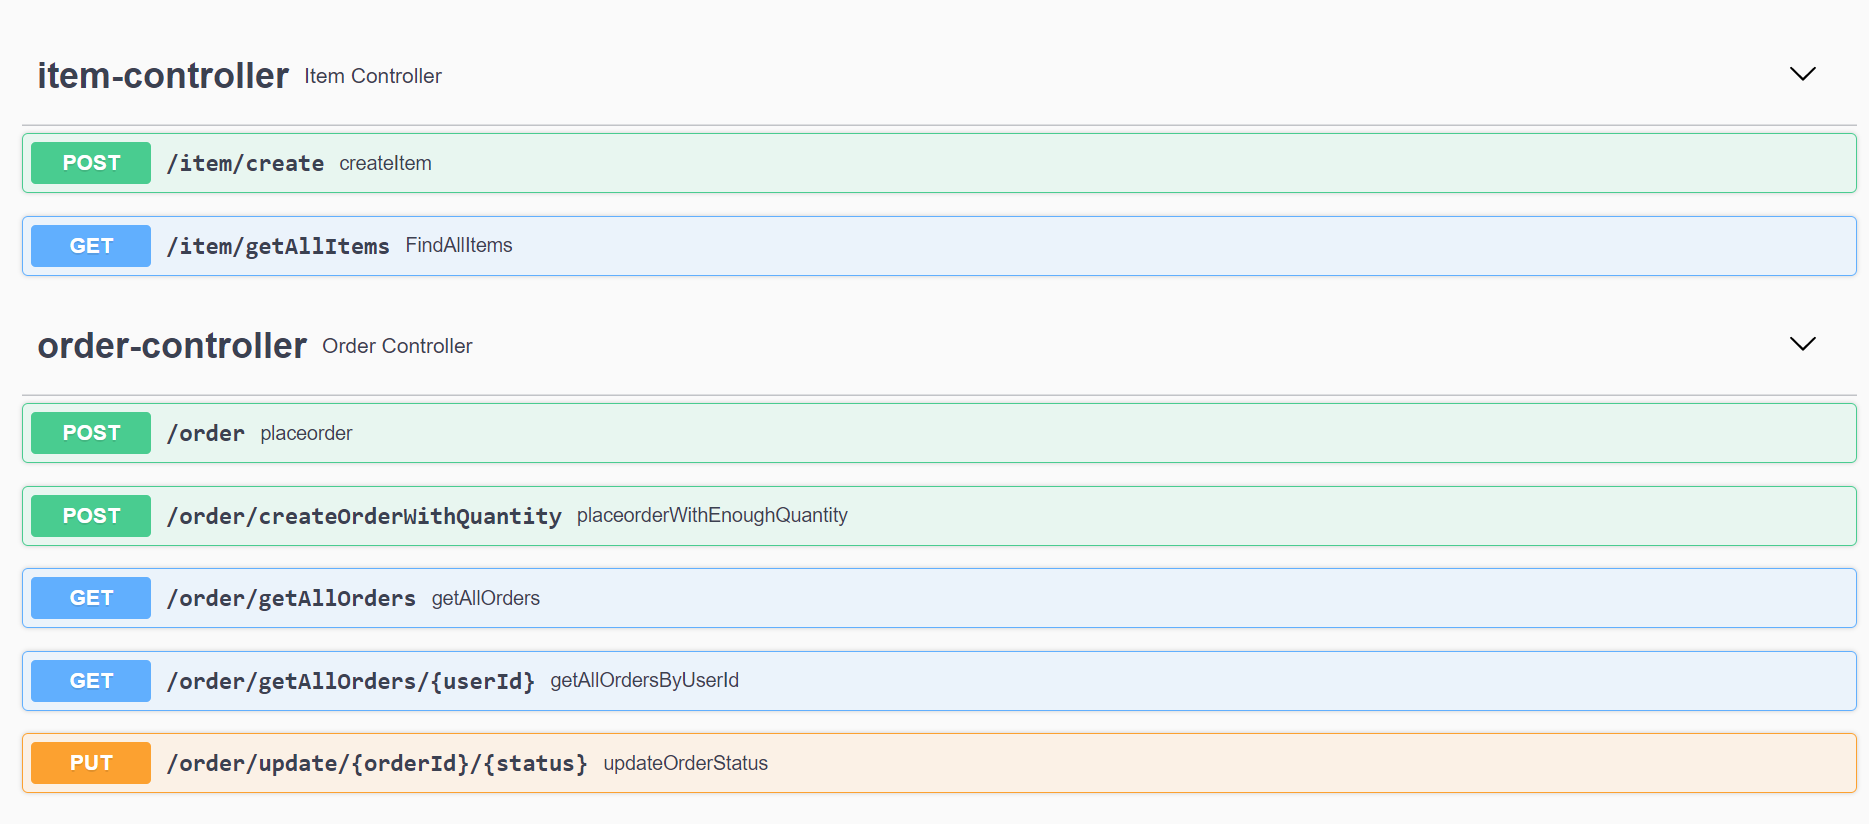 item-controller Item Controller
POST /item/create createItem
GET /item/getAllItems FindAllItems
order-controller Order Controller
POST /order placeorder
POST /order/createOrderWithQuantity placeorderWithEnoughQuantity
GET /order/getAllOrders getAllOrders
GET /order/getAllOrders/{userId} getAllOrdersByUserId
PUT /order/update/{orderId}/{status} updateOrderStatus